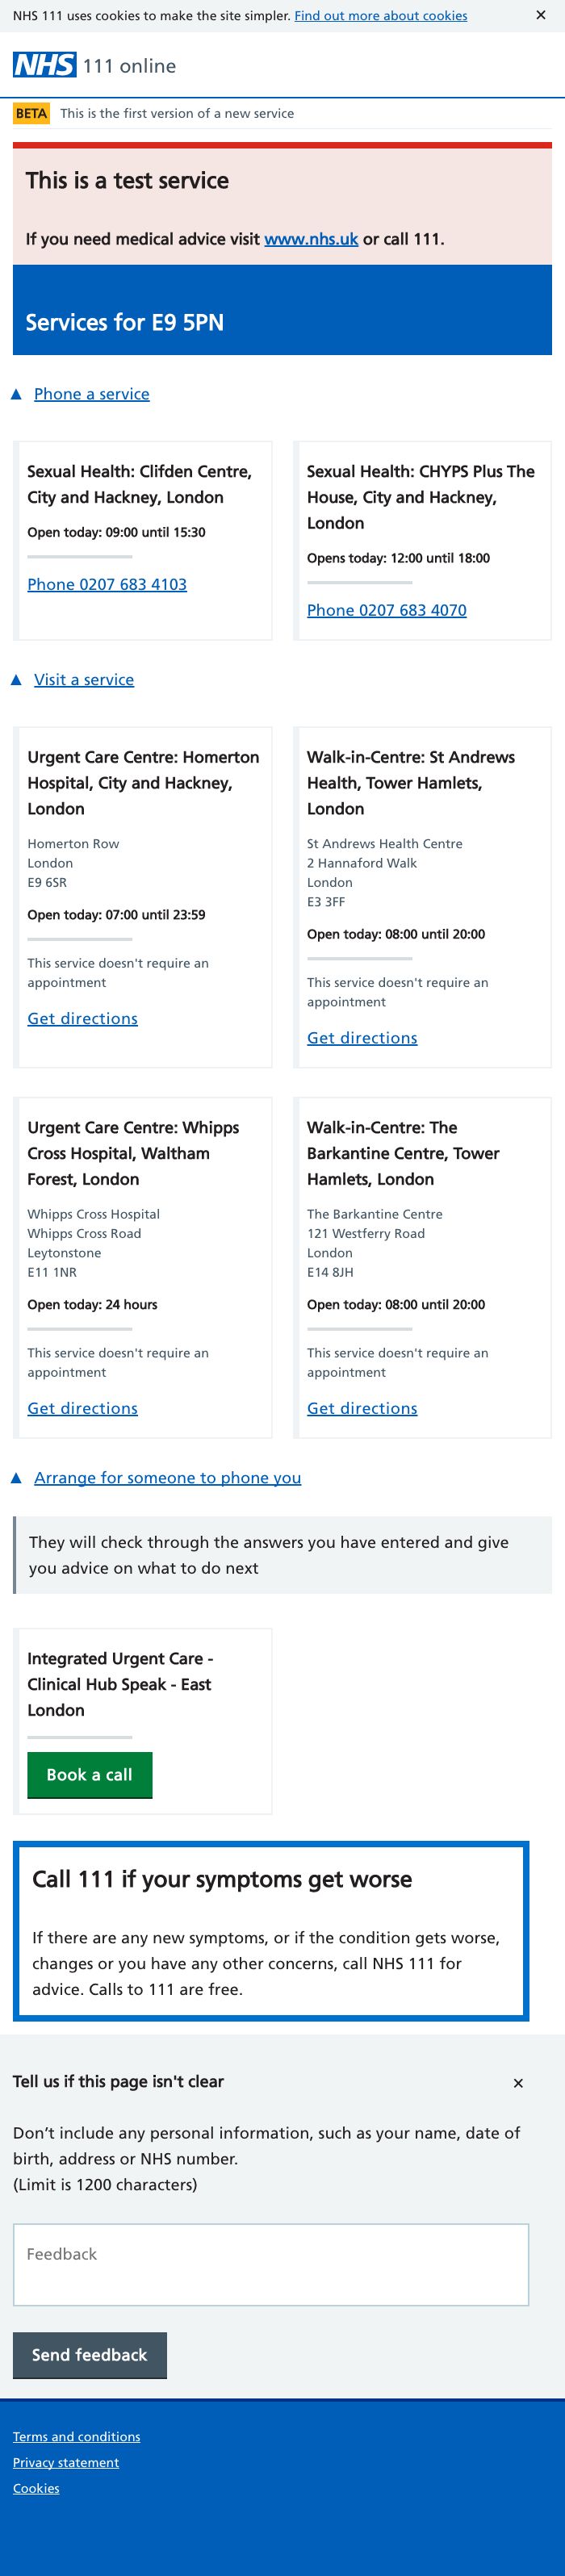 NHS 111 uses cookies to make the site simpler. Find out more about cookies ×
NHS 111 online
BETA This is the first version of a new service
This is a test service
If you need medical advice visit www.nhs.uk or call 111.
Services for E9 5PN
▲ Phone a service
Sexual Health: Clifden Centre,
City and Hackney, London
Open today: 09:00 until 15:30
Phone 0207 683 4103
Sexual Health: CHYPS Plus The
House, City and Hackney,
London
Opens today: 12:00 until 18:00
Phone 0207 683 4070
▲ Visit a service
Urgent Care Centre: Homerton
Hospital, City and Hackney,
London
Homerton Row
London
E9 6SR
Open today: 07:00 until 23:59
This service doesn't require an
appointment
Get directions
Walk-in-Centre: St Andrews
Health, Tower Hamlets,
London
St Andrews Health Centre
2 Hannaford Walk
London
E3 3FF
Open today: 08:00 until 20:00
This service doesn't require an
appointment
Get directions
Urgent Care Centre: Whipps
Cross Hospital, Waltham
Forest, London
Whipps Cross Hospital
Whipps Cross Road
Leytonstone
E11 1NR
Open today: 24 hours
This service doesn't require an
appointment
Get directions
Walk-in-Centre: The
Barkantine Centre, Tower
Hamlets, London
The Barkantine Centre
121 Westferry Road
London
E14 8JH
Open today: 08:00 until 20:00
This service doesn't require an
appointment
Get directions
▲ Arrange for someone to phone you
They will check through the answers you have entered and give
you advice on what to do next
Integrated Urgent Care -
Clinical Hub Speak - East
London
Book a call
Call 111 if your symptoms get worse
If there are any new symptoms, or if the condition gets worse,
changes or you have any other concerns, call NHS 111 for
advice. Calls to 111 are free.
Tell us if this page isn't clear ×
Don’t include any personal information, such as your name, date of
birth, address or NHS number.
(Limit is 1200 characters)
Feedback
Send feedback
Terms and conditions
Privacy statement
Cookies